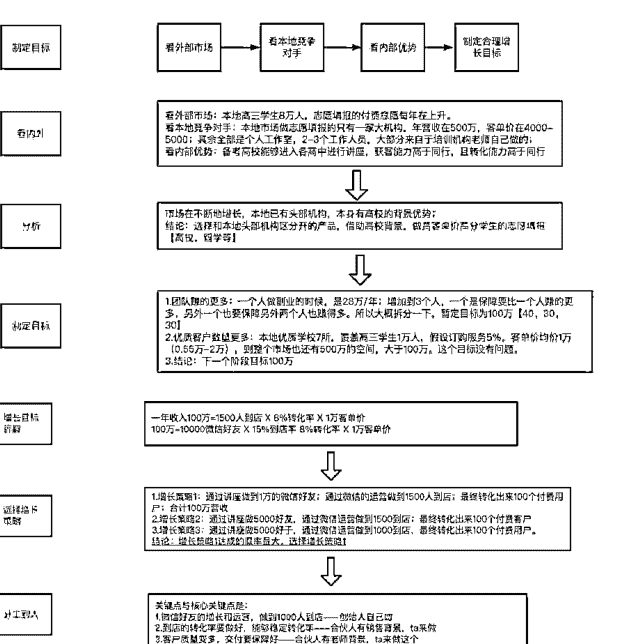 制定目标
看外部市场
看本地竞争
对手
看内部优势
制定合理增
长目标
看内外
看外部市场：本地高三学生8万人，志愿填报的付费意愿每年在上升。
看本地竞争对手：本地市场做志愿填报的只有一家大机构，年营收在500万，客单价在4000-
5000；其余全部是个人工作室，2-3个工作人员，大部分来自于培训机构老师自己做的；
看内部优势：备考高校能够进入各高中进行讲座，获客能力高于同行，且转化能力高于同行
分析
市场在不断地增长，本地已有头部机构，本身有高校的背景优势；
结论：选择和本地头部机构区分开的产品，借助高校背景，做高客单价高分学生的志愿填报
【高校，留学等】
制定目标
1.团队赚的更多：一个人做副业的时候，是28万/年；增加到3个人，一个是保障要比一个人赚的更
多，另外一个也要保障另外两个人也赚得多。所以大概拆分一下，暂定目标为100万【40，30，
30】
2.优质客户数量更多：本地优质学校7所，覆盖高三学生1万人，假设订购服务5%，客单价均价1万
（0.55万-2万），到整个市场也还有500万的空间，大于100万。这个目标没有问题。
3.结论：下一个阶段目标100万
增长目标
拆解
一年收入100万=1500人到店 X 6%转化率 X 1万客单价
100万=10000微信好友 X 15%到店率 6%转化率 X 1万客单价
选择增长
策略
1.增长策略1：通过讲座做到1万的微信好友；通过微信的运营做到1500人到店；最终转化出来100个付费用
户；合计100万营收
2.增长策略2：通过讲座做5000好友，通过微信运营做到1500到店；最终转化出来100个付费客户
3.增长策略3：通过讲座做5000好于，通过微信运营做到1000到店、最终转化出来100个付费用户。
结论：增长策略1达成的概率最大，选择增长策略1
关键点与核心关键点是：
1.微信好友的增长和运营，做到1000人到店——创始人自己做
2.到店的转化率要做好，能够稳定转化率——合伙人有销售背景，ta来做
3.客户质量变多，交付要保障好——合伙人有老师背景，ta来做这个